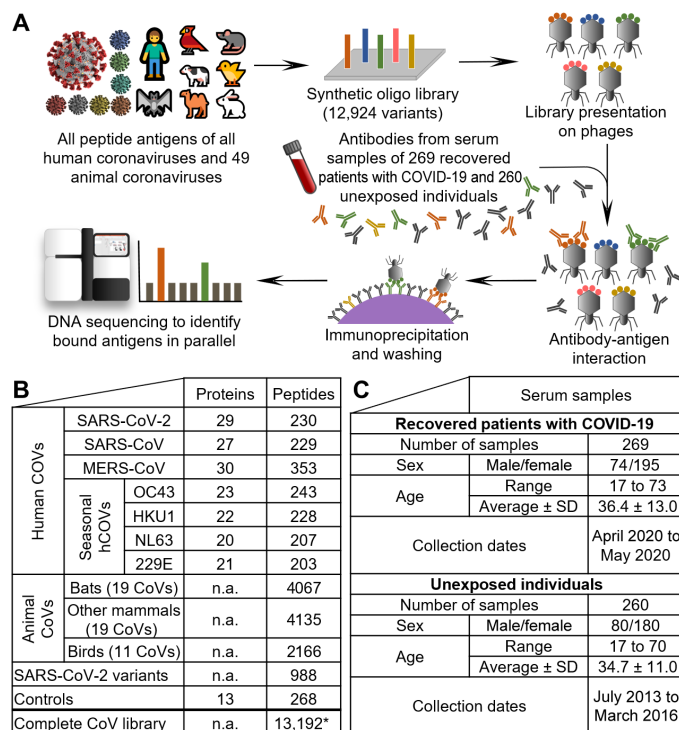 A
All peptide antigens of all
human coronaviruses and 49
animal coronaviruses
Synthetic oligo library
(12,924 variants)
Library presentation
on phages
Antibodies from serum
samples of 269 recovered
patients with COVID-19 and 260
unexposed individuals
Antibody-antigen
interaction
Immunoprecipitation
and washing
DNA sequencing to identify
bound antigens in parallel
B
Proteins Peptides
Human COVs
SARS-CoV-2 29 230
SARS-CoV 27 229
MERS-CoV 30 353
Seasonal
hCOVs
OC43 23 243
HKU1 22 228
NL63 20 207
229E 21 203
Animal
CoVs
Bats (19 CoVs) n.a. 4067
Other mammals
(19 CoVs) n.a. 4135
Birds (11 CoVs) n.a. 2166
SARS-CoV-2 variants n.a. 988
Controls 13 268
Complete CoV library n.a. 13,192*
C
Serum samples
Recovered patients with COVID-19
Number of samples 269
Sex Male/female 74/195
Age Range 17 to 73
Average ± SD 36.4 ± 13.0
Collection dates April 2020 to
May 2020
Unexposed individuals
Number of samples 260
Sex Male/female 80/180
Age Range 17 to 70
Average ± SD 34.7 ± 11.0
Collection dates July 2013 to
March 2016